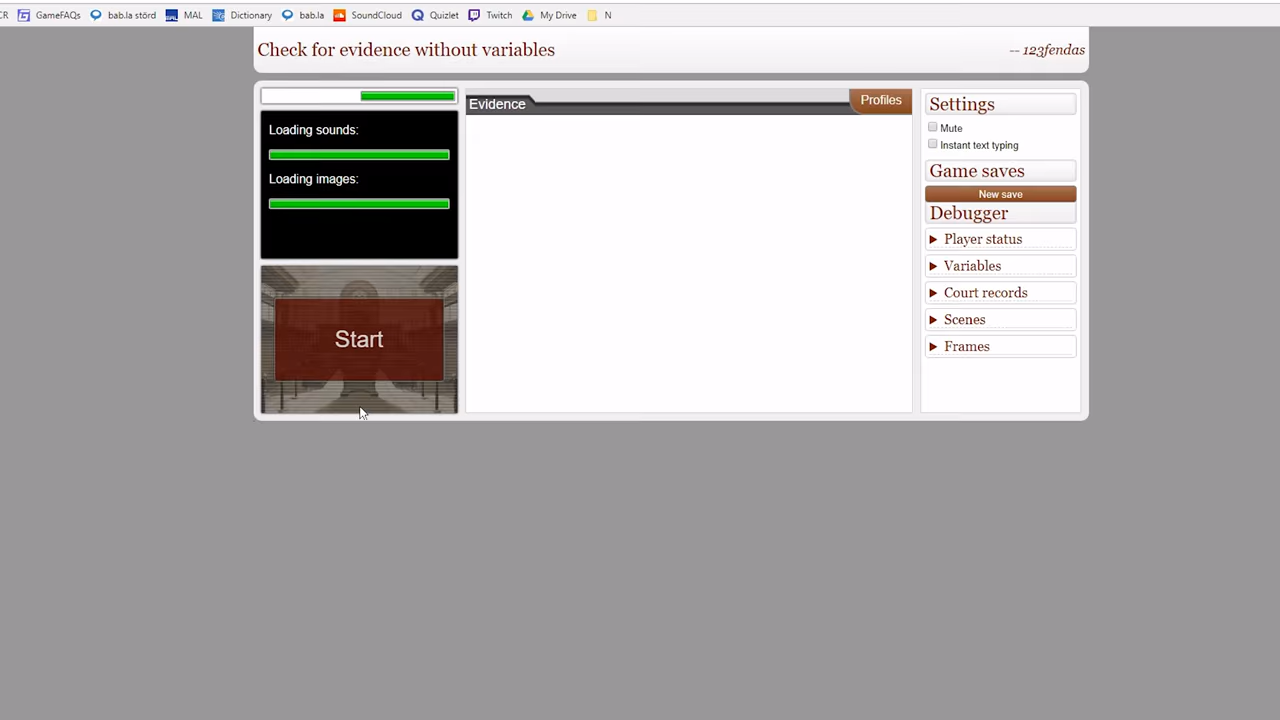 CR GameFAQs bab.la störd MAL Dictionary bab.la SoundCloud Quizlet Twitch My Drive N
Check for evidence without variables
-- 123fendas
Loading sounds:
Loading images:
Start
Evidence
Profiles
Settings
Mute
Instant text typing
Game saves
New save
Debugger
Player status
Variables
Court records
Scenes
Frames